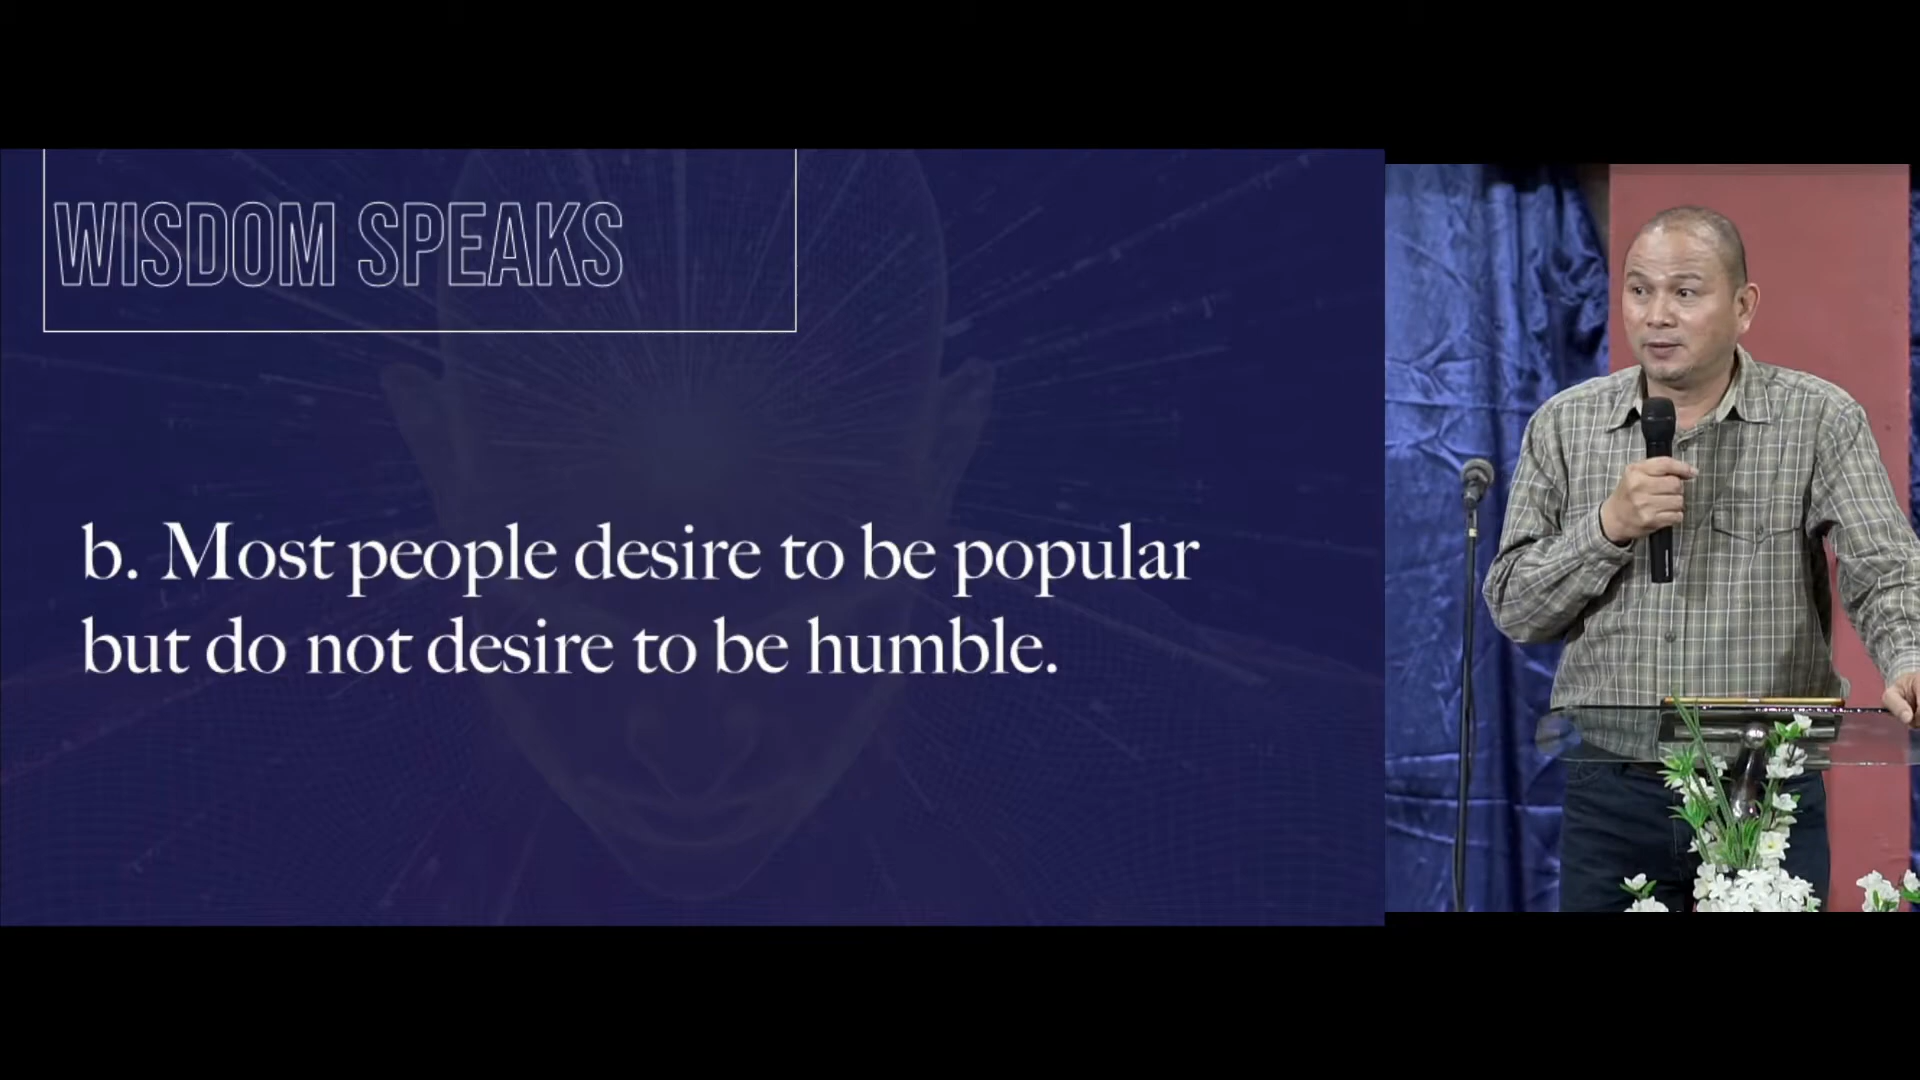 WISDOM SPEAKS
b. Most people desire to be popular
but do not desire to be humble.